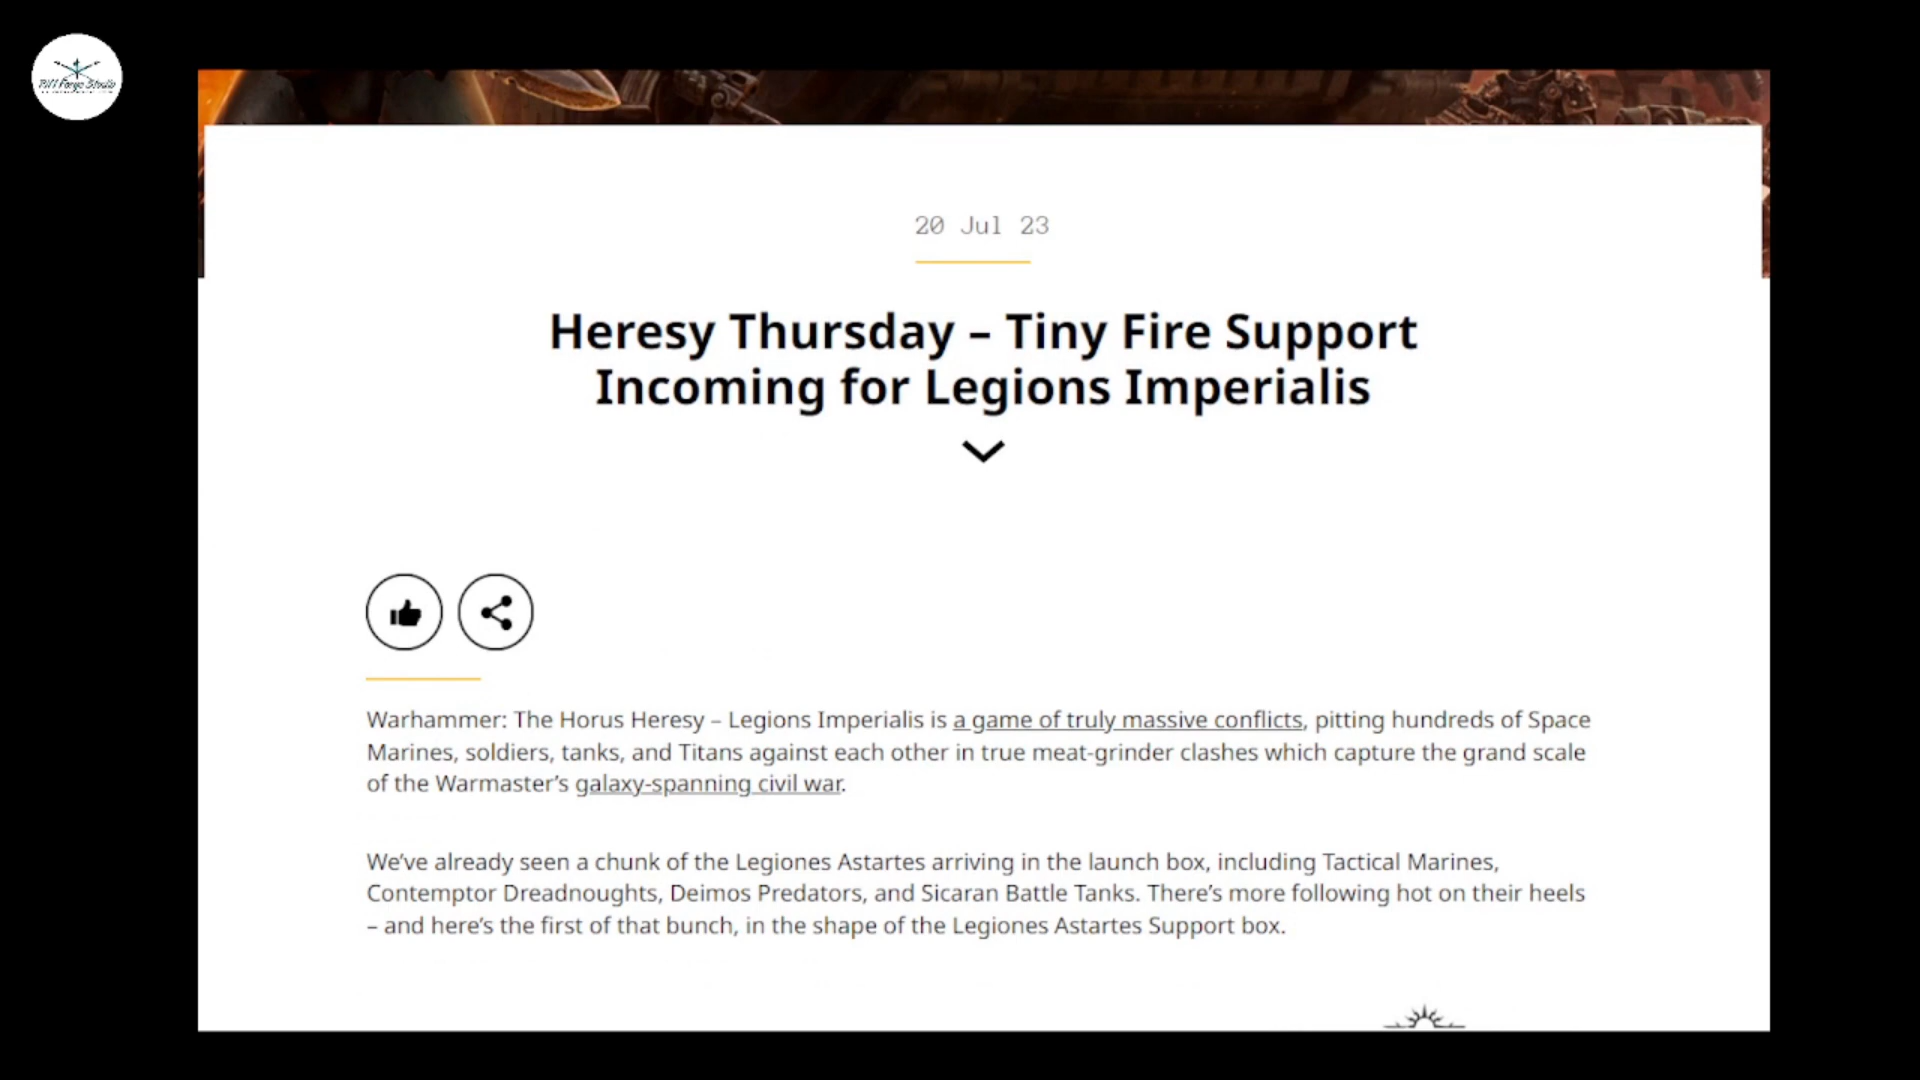 20 Jul 23
Heresy Thursday – Tiny Fire Support
Incoming for Legions Imperialis
Warhammer: The Horus Heresy – Legions Imperialis is a game of truly massive conflicts, pitting hundreds of Space
Marines, soldiers, tanks, and Titans against each other in true meat-grinder clashes which capture the grand scale
of the Warmaster’s galaxy-spanning civil war.
We’ve already seen a chunk of the Legiones Astartes arriving in the launch box, including Tactical Marines,
Contemptor Dreadnoughts, Deimos Predators, and Sicaran Battle Tanks. There’s more following hot on their heels
– and here’s the first of that bunch, in the shape of the Legiones Astartes Support box.